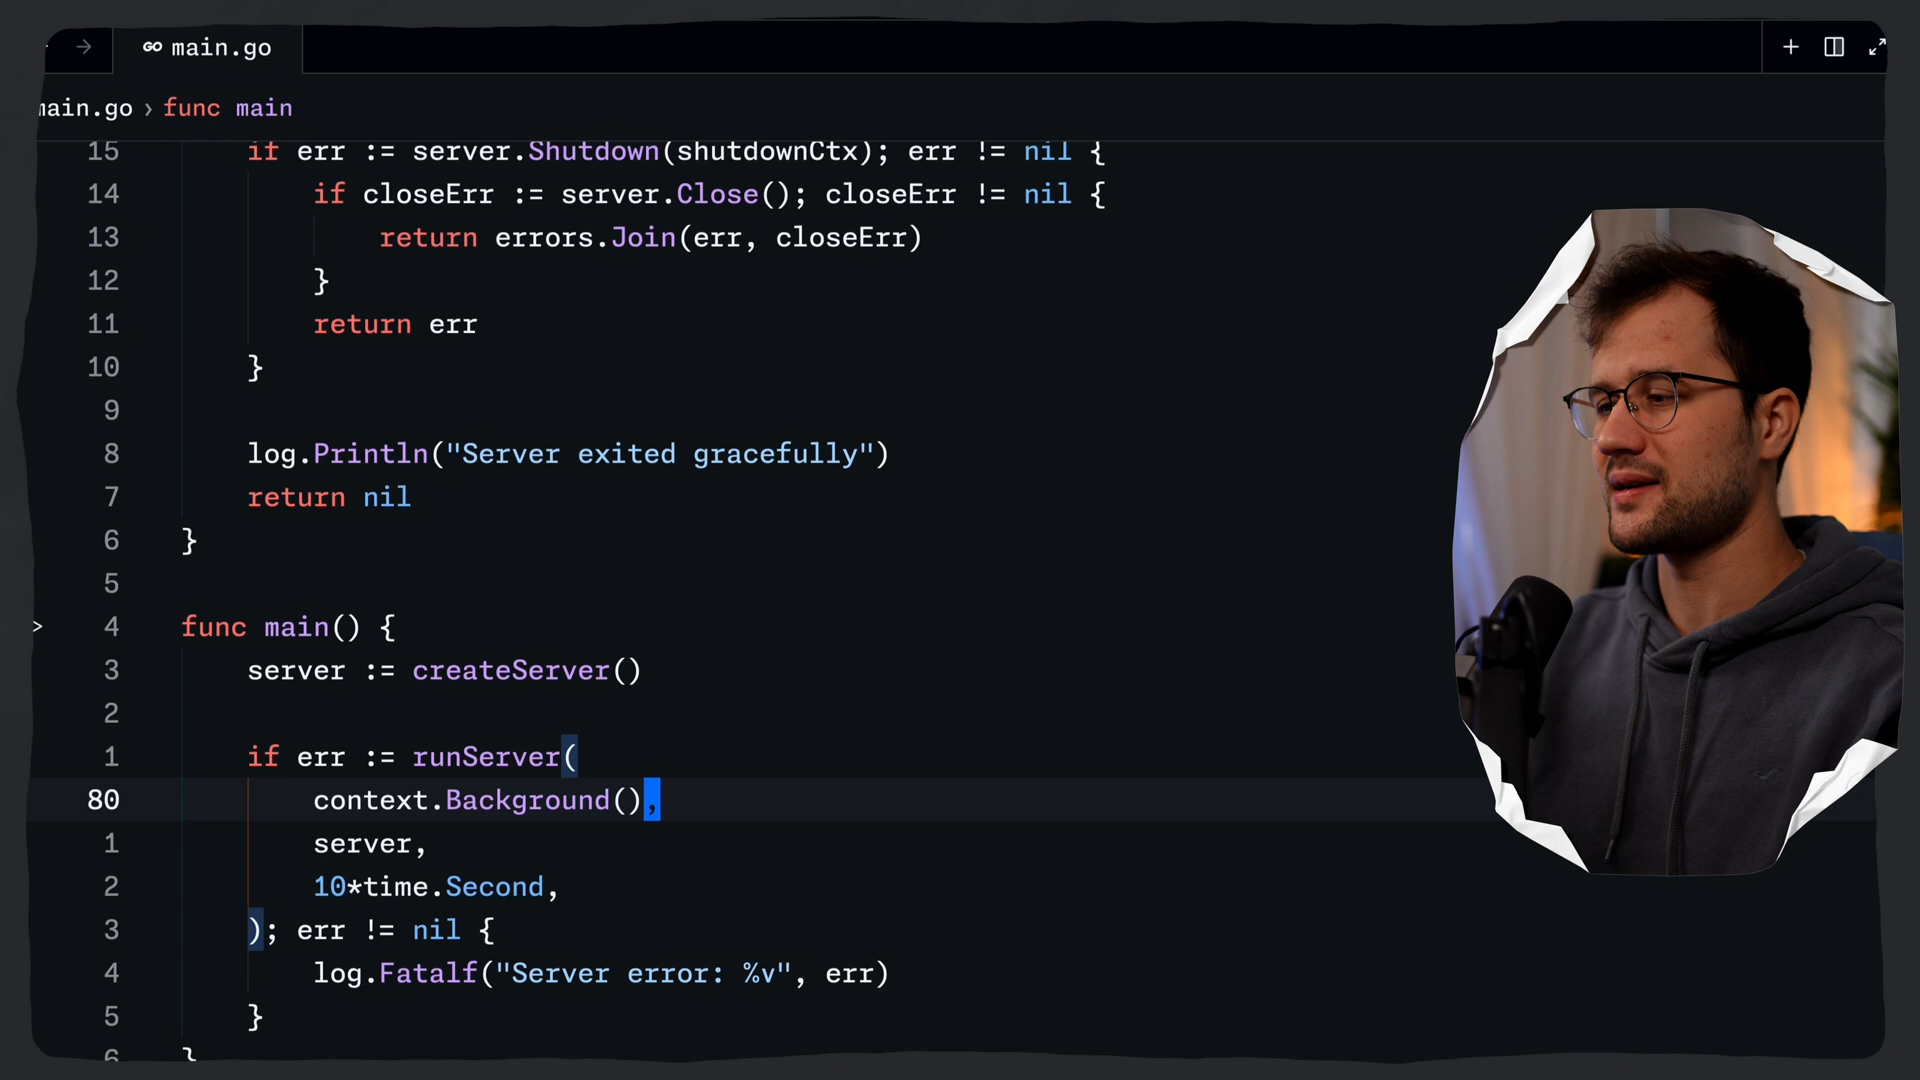 → GO main.go
main.go › func main
15 if err := server.Shutdown(shutdownCtx); err != nil {
14 if closeErr := server.Close(); closeErr != nil {
13 return errors.Join(err, closeErr)
12 }
11 return err
10 }
9
8 log.Println("Server exited gracefully")
7 return nil
6 }
5
> 4 func main() {
3 server := createServer()
2
1 if err := runServer(
80 context.Background(),
1 server,
2 10*time.Second,
3 ); err != nil {
4 log.Fatalf("Server error: %v", err)
5 }
6 }